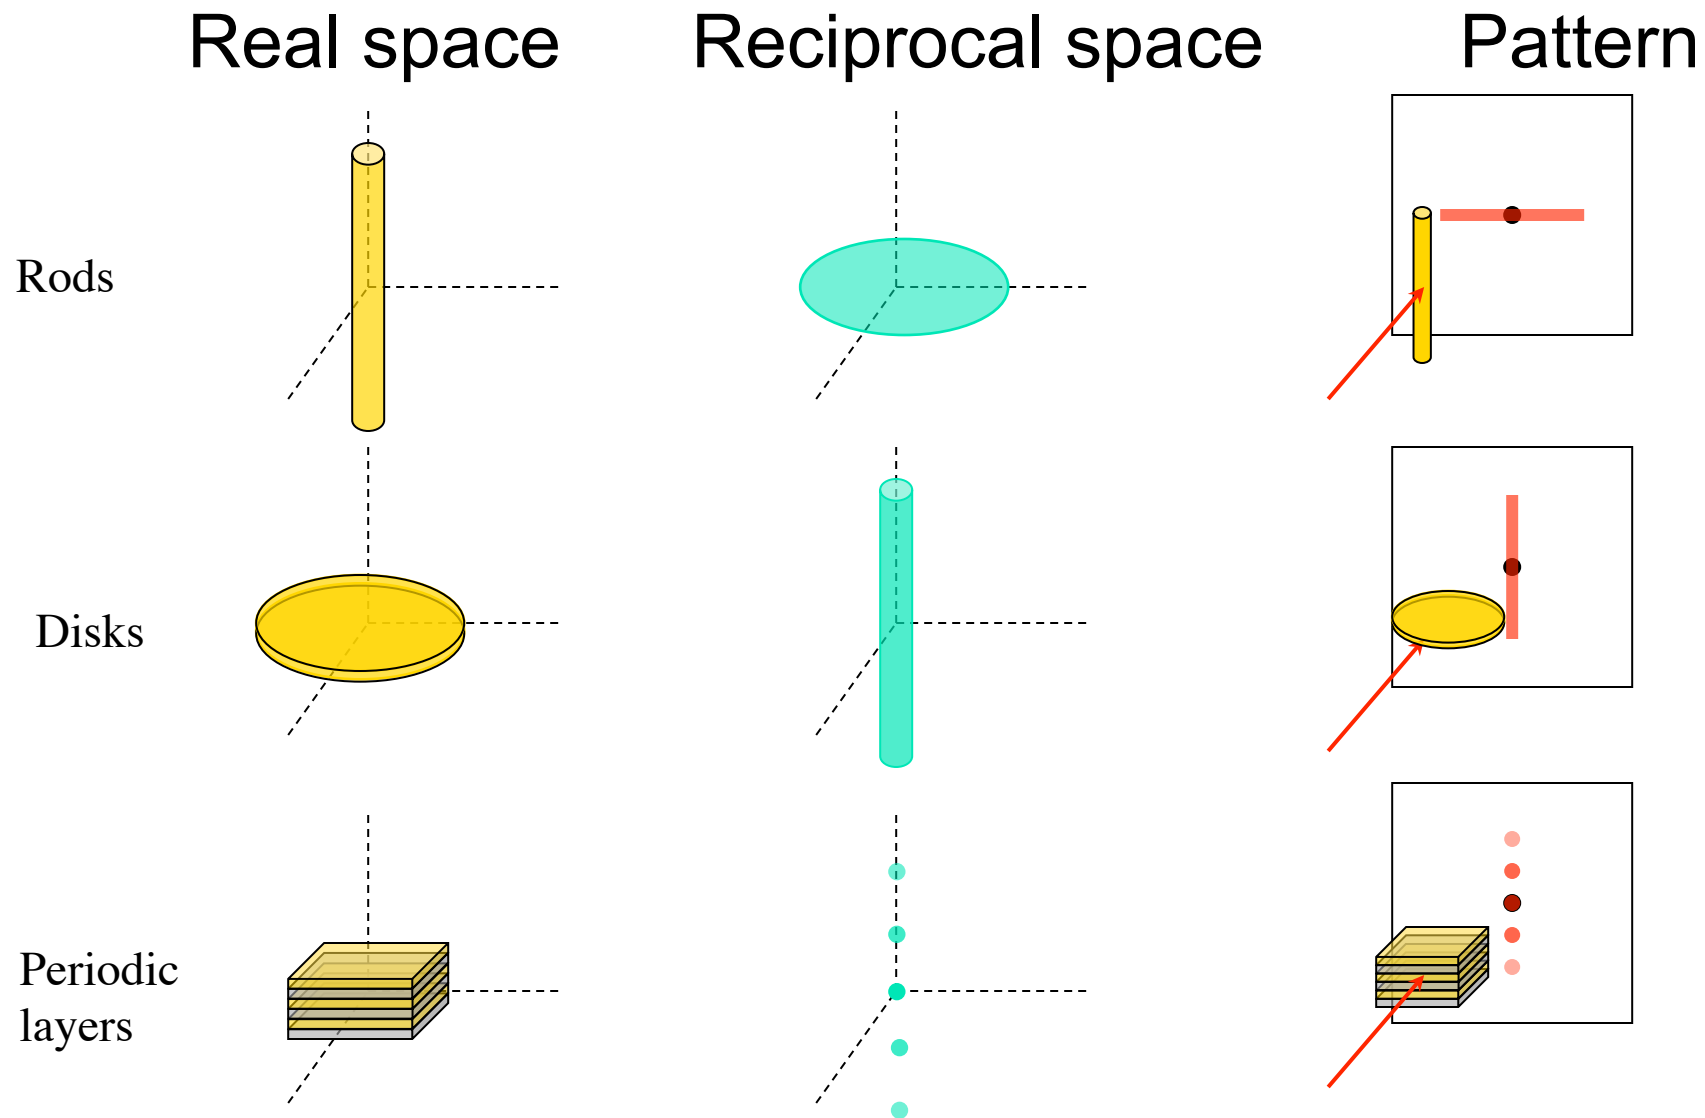 Real space Reciprocal space Pattern
Rods
Disks
Periodic
layers